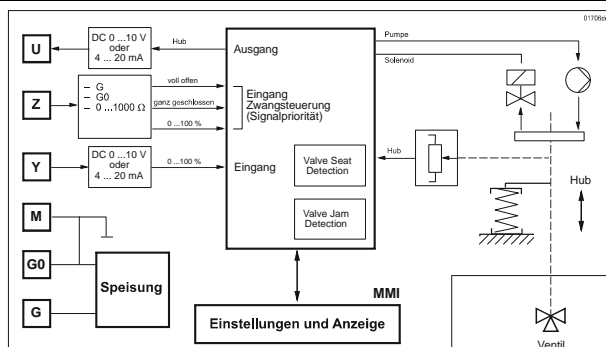 01706d
U
DC 0 ...10 V
oder
4 ... 20 mA
Hub
Ausgang
Pumpe
Solenoid
Z
– G
– G0
– 0 ...1000 Ω
voll offen
ganz geschlossen
0 ...100 %
Eingang
Zwangsteuerung
(Signalpriorität)
Y
DC 0 ...10 V
oder
4 ... 20 mA
0 ...100 %
Eingang
Valve Seat
Detection
Valve Jam
Detection
Hub
Hub
M
G0
G
Speisung
MMI
Einstellungen und Anzeige
Ventil